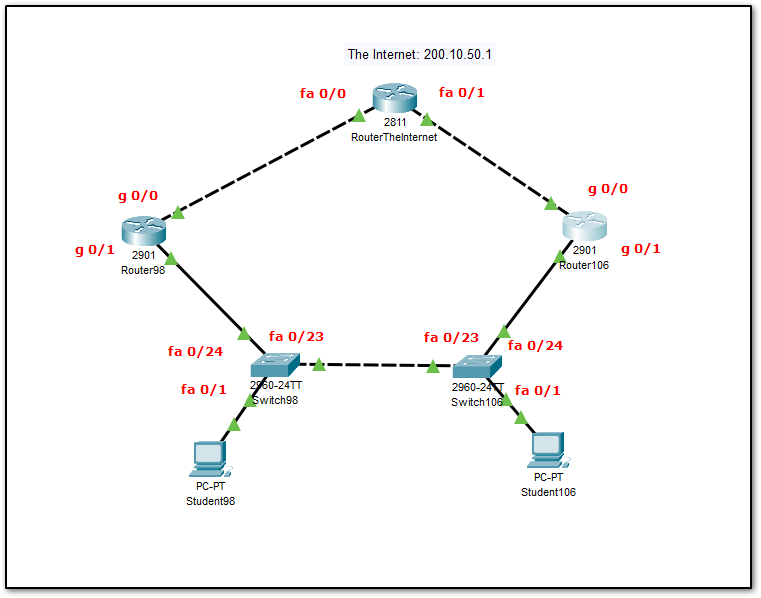 The Internet: 200.10.50.1
fa 0/0
fa 0/1
2811
RouterTheInternet
g 0/0
g 0/0
g 0/1
2901
Router98
2901
Router106
g 0/1
fa 0/23
fa 0/23
fa 0/24
fa 0/24
fa 0/1
2960-24TT
Switch98
2960-24TT
Switch106
fa 0/1
PC-PT
Student98
PC-PT
Student106